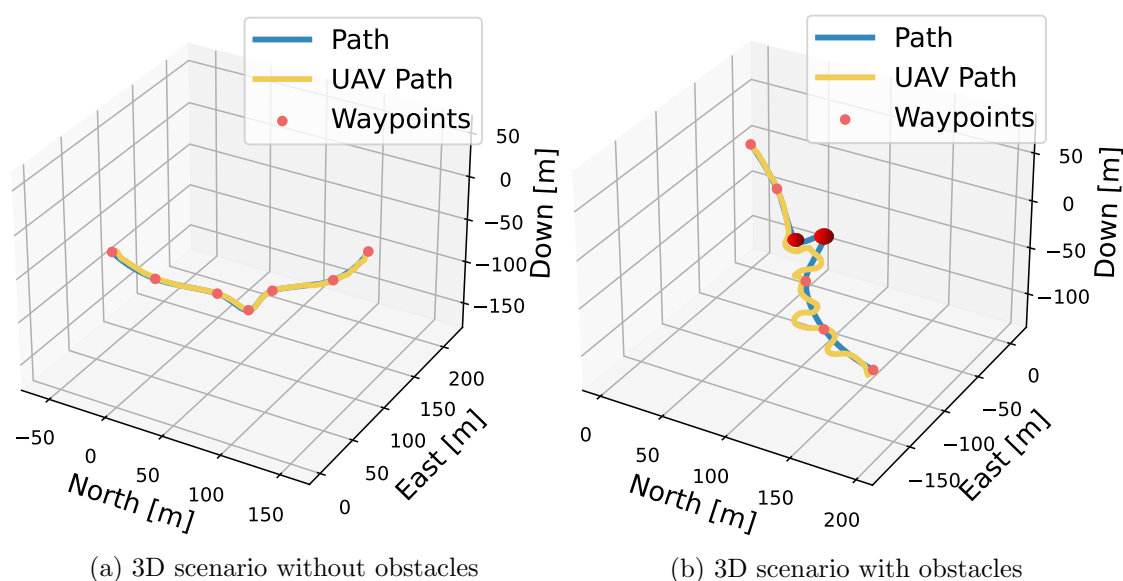 Path
UAV Path
Waypoints
50
0
−50
−100
−150
Down [m]
−50
0
50
100
150
North [m]
0
50
100
150
200
East [m]
(a) 3D scenario without obstacles
Path
UAV Path
Waypoints
50
0
−50
−100
Down [m]
0
50
100
150
200
North [m]
−150
−100
−50
0
East [m]
(b) 3D scenario with obstacles